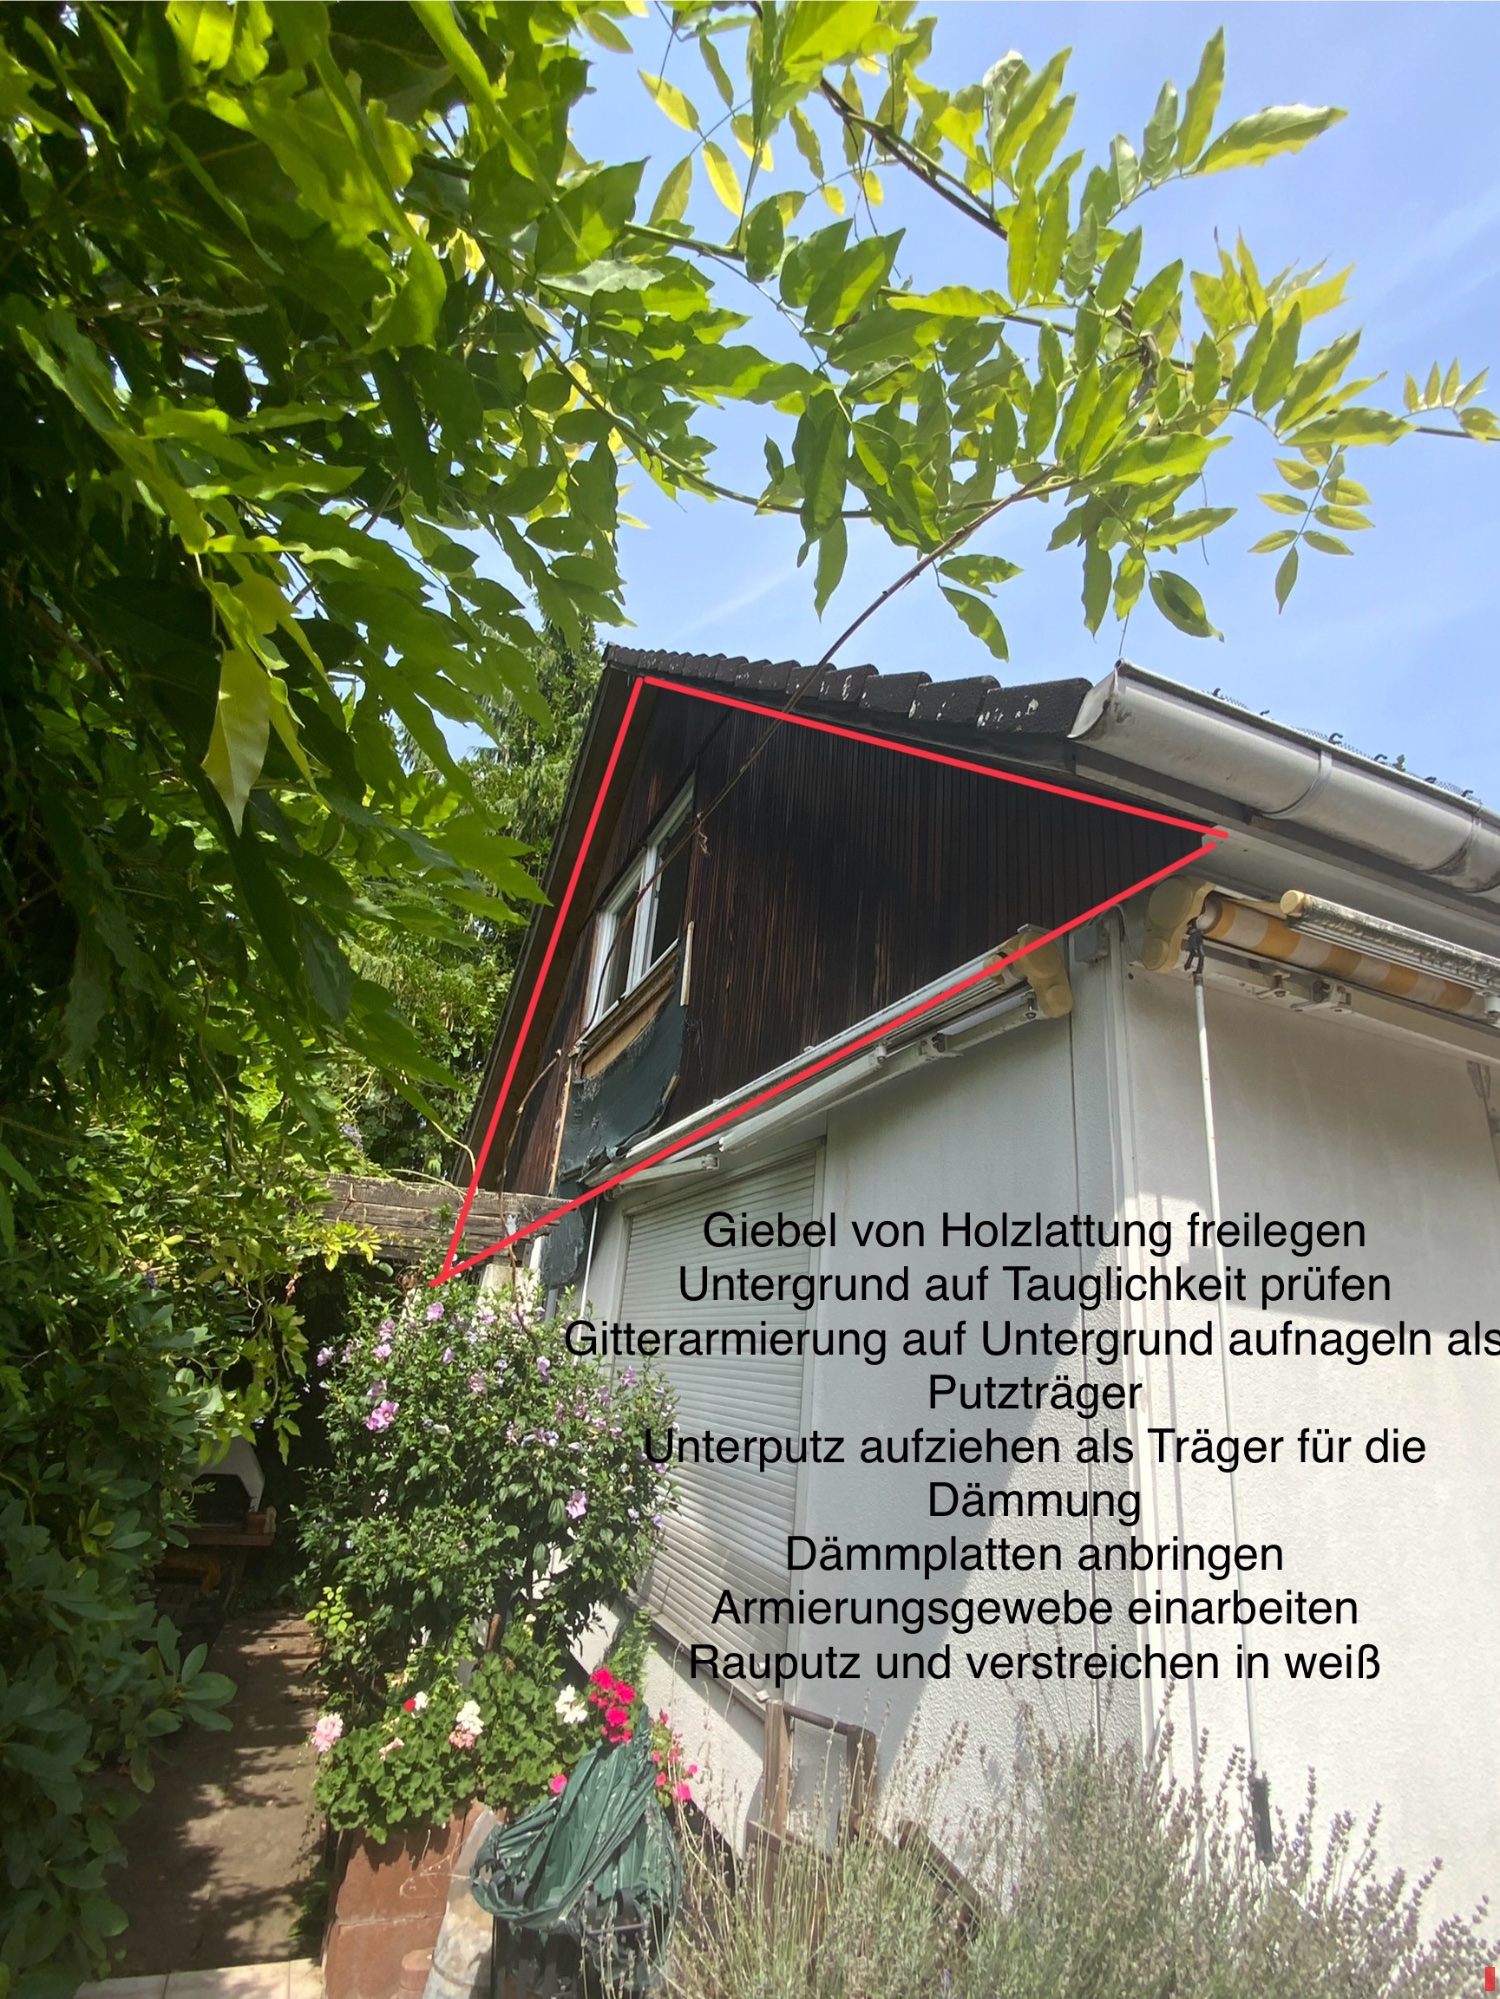 Giebel von Holzlattung freilegen
Untergrund auf Tauglichkeit prüfen
Gitterarmierung auf Untergrund aufnageln als
Putzträger
Unterputz aufziehen als Träger für die
Dämmung
Dämmplatten anbringen
Armierungsgewebe einarbeiten
Rauputz und verstreichen in weiß